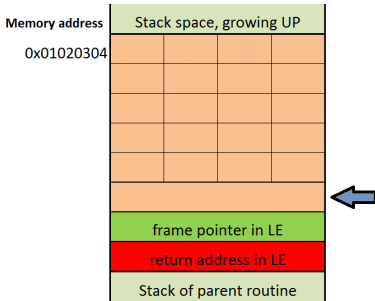 Memory address
Stack space, growing UP
0x01020304
frame pointer in LE
return address in LE
Stack of parent routine